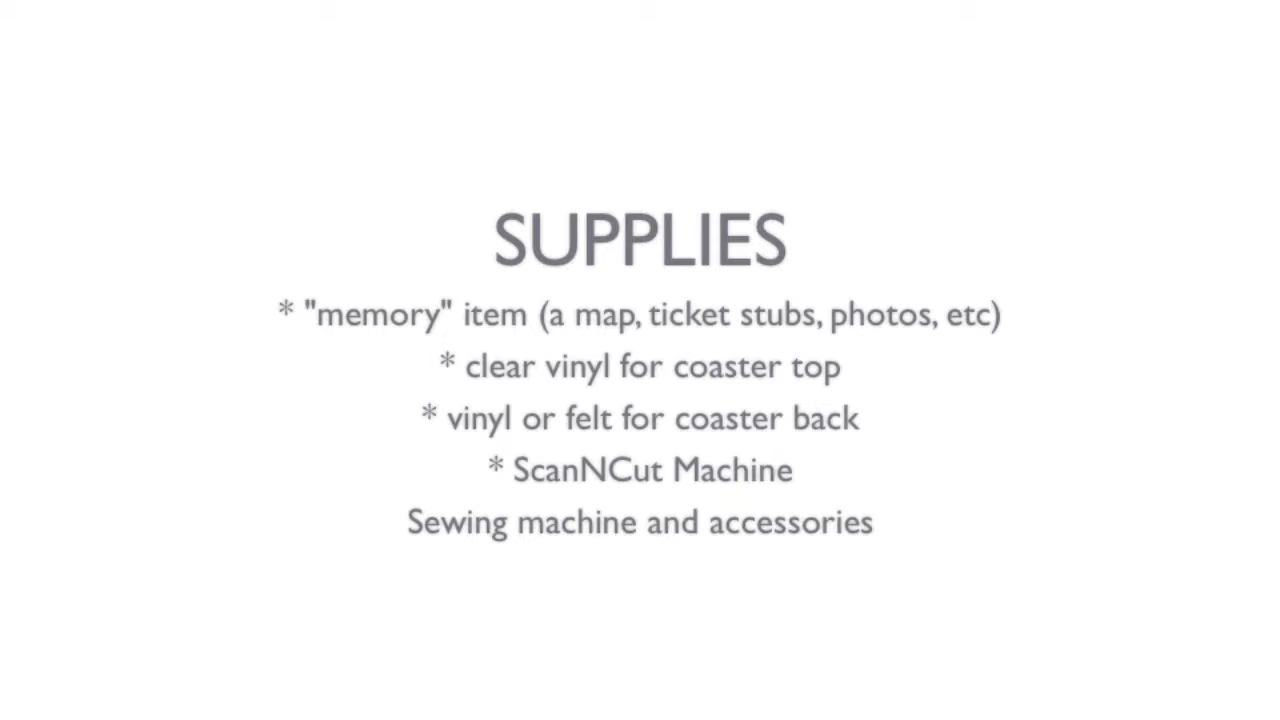 SUPPLIES
* "memory" item (a map, ticket stubs, photos, etc)
* clear vinyl for coaster top
* vinyl or felt for coaster back
* ScanNCut Machine
Sewing machine and accessories